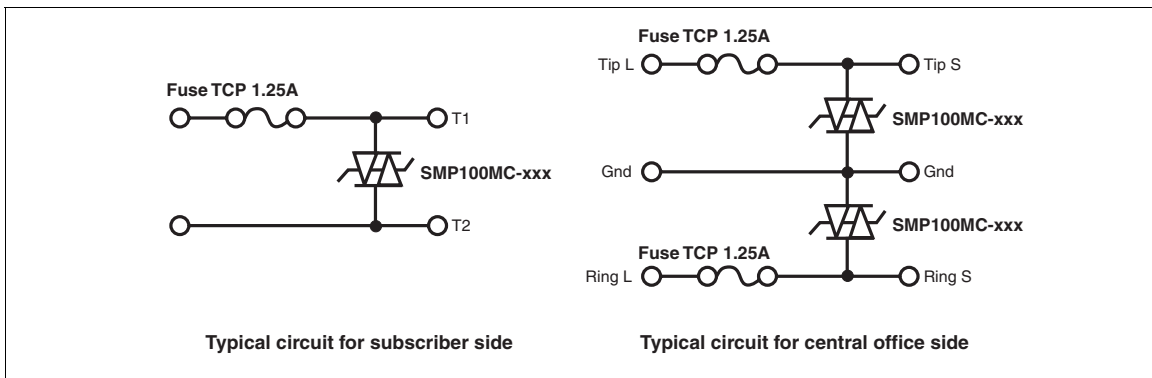 Fuse TCP 1.25A
T1
SMP100MC-xxx
T2
Typical circuit for subscriber side
Fuse TCP 1.25A
Tip L
Tip S
SMP100MC-xxx
Gnd
Gnd
SMP100MC-xxx
Fuse TCP 1.25A
Ring L
Ring S
Typical circuit for central office side